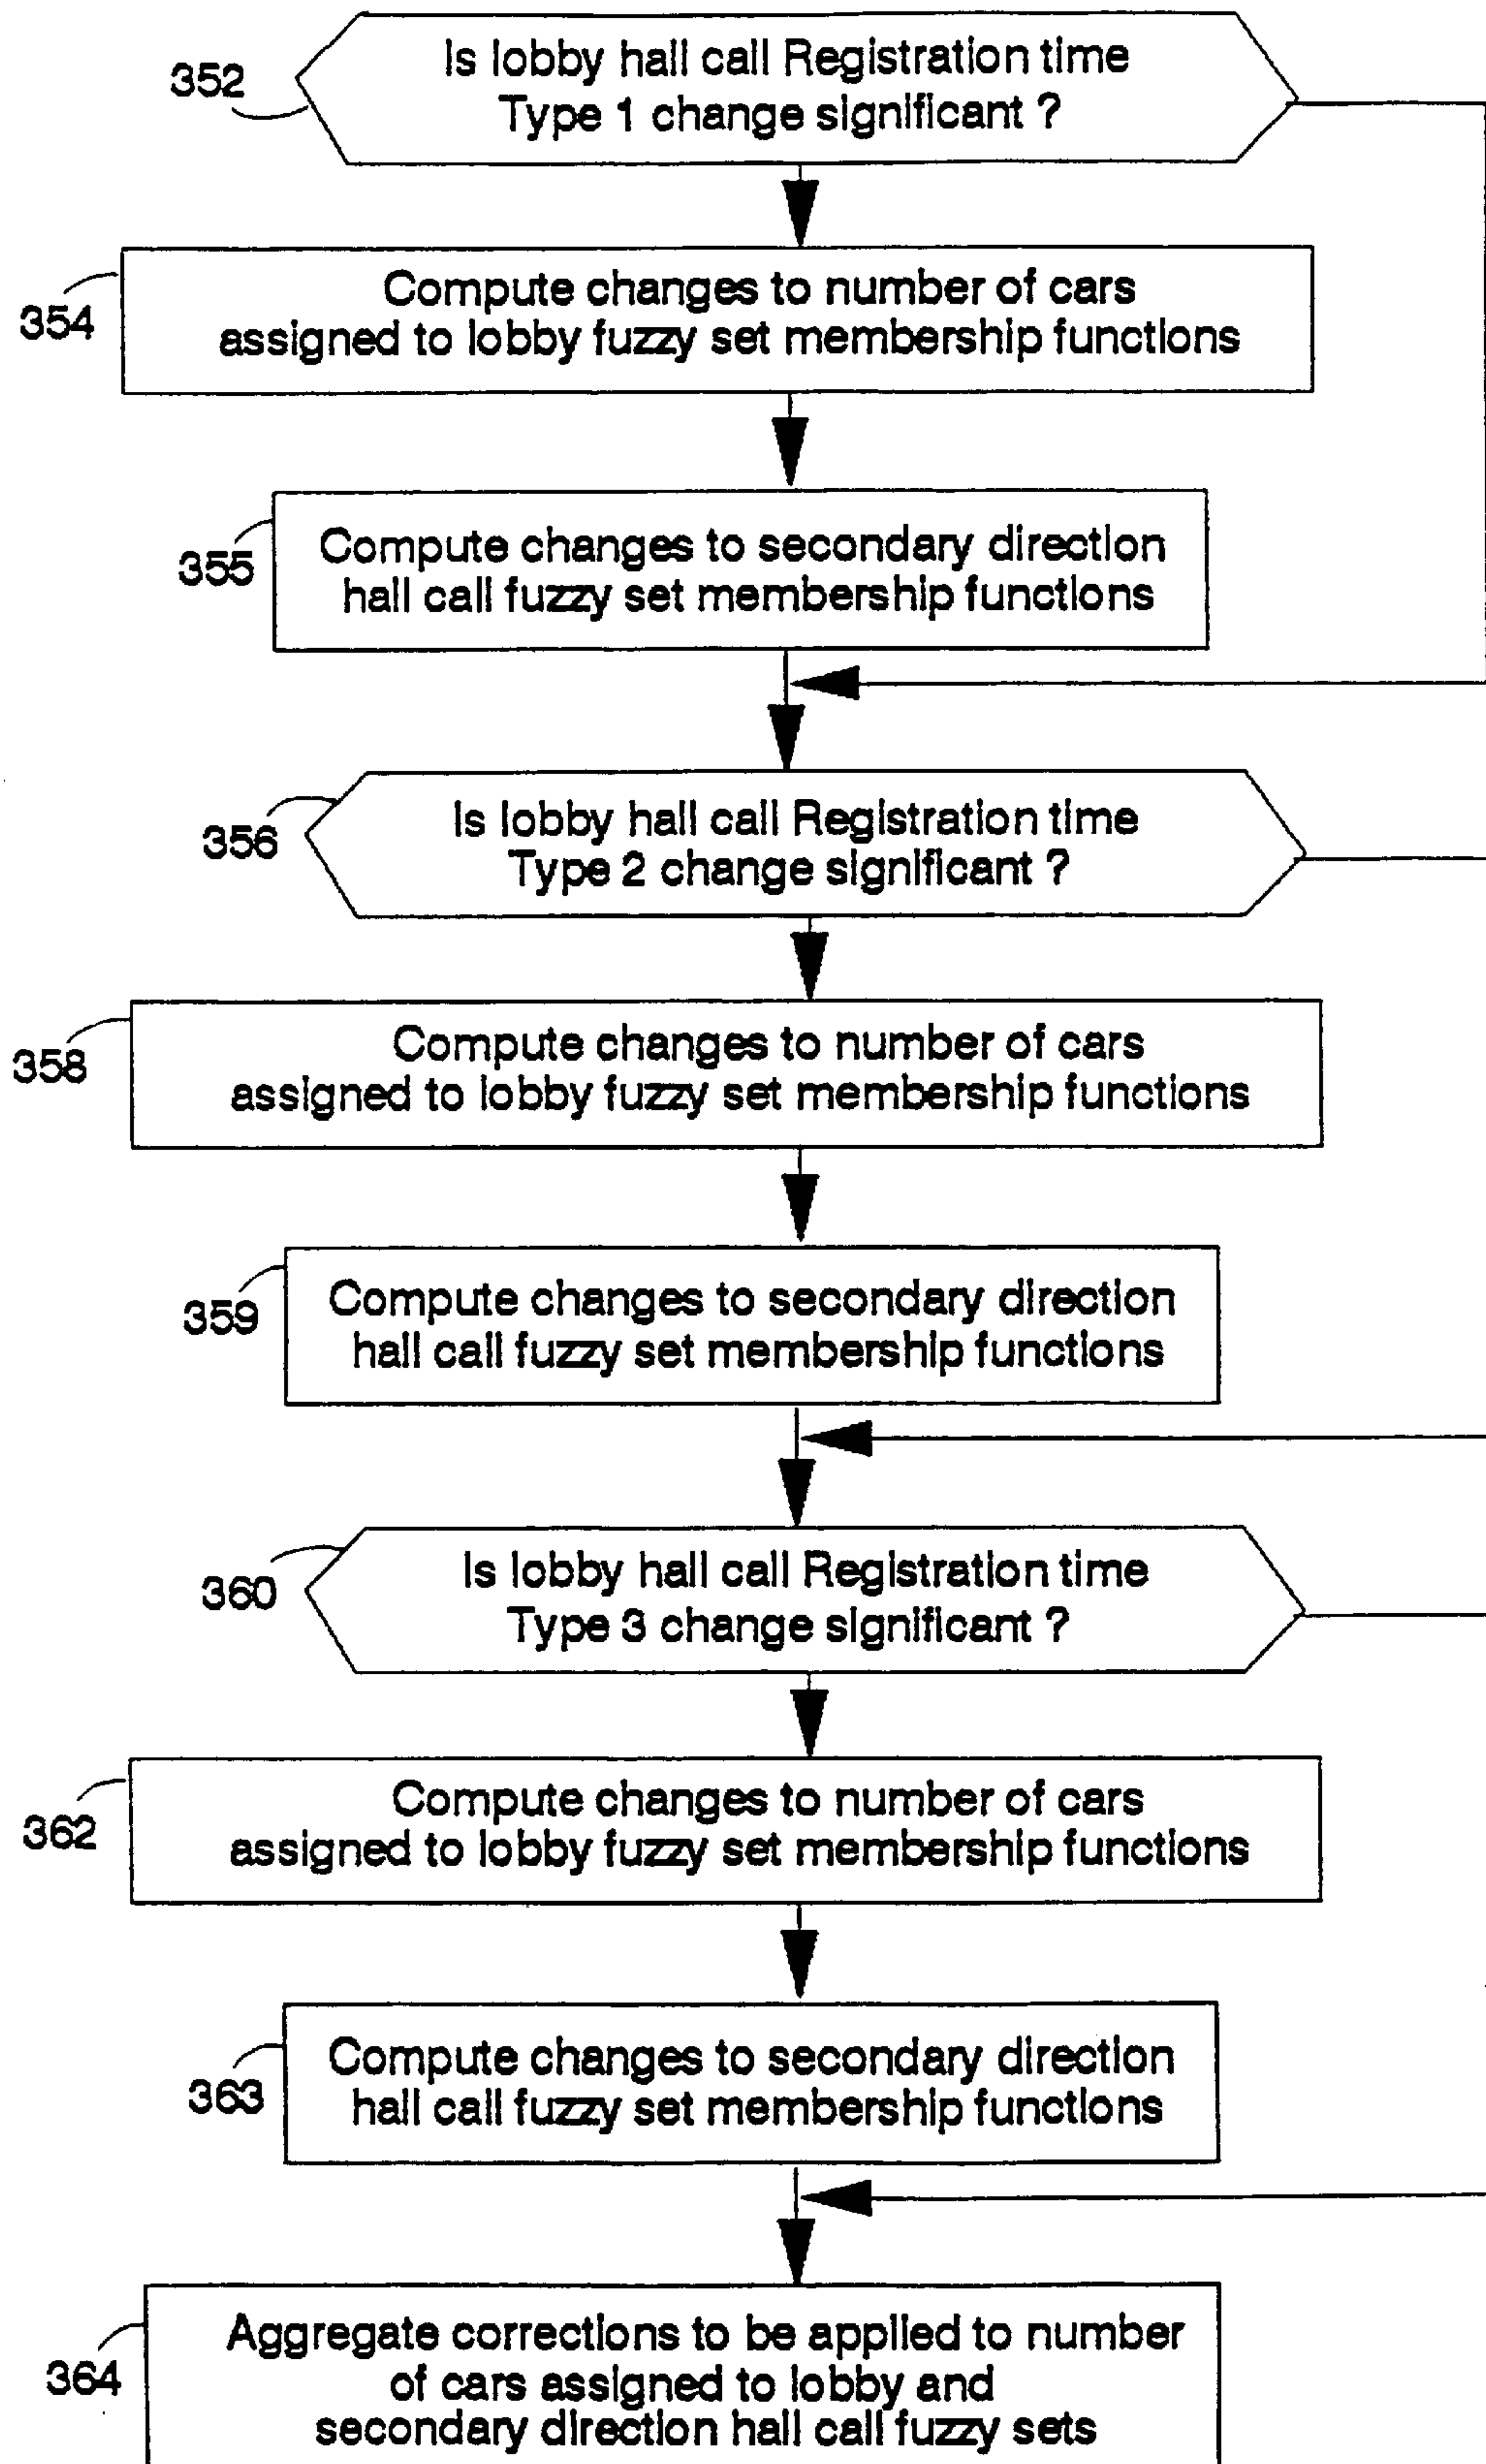 352
Is lobby hall call Registration time
Type 1 change significant ?
354
Compute changes to number of cars
assigned to lobby fuzzy set membership functions
355
Compute changes to secondary direction
hall call fuzzy set membership functions
356
Is lobby hall call Registration time
Type 2 change significant ?
358
Compute changes to number of cars
assigned to lobby fuzzy set membership functions
359
Compute changes to secondary direction
hall call fuzzy set membership functions
360
Is lobby hall call Registration time
Type 3 change significant ?
362
Compute changes to number of cars
assigned to lobby fuzzy set membership functions
363
Compute changes to secondary direction
hall call fuzzy set membership functions
364
Aggregate corrections to be applied to number
of cars assigned to lobby and
secondary direction hall call fuzzy sets